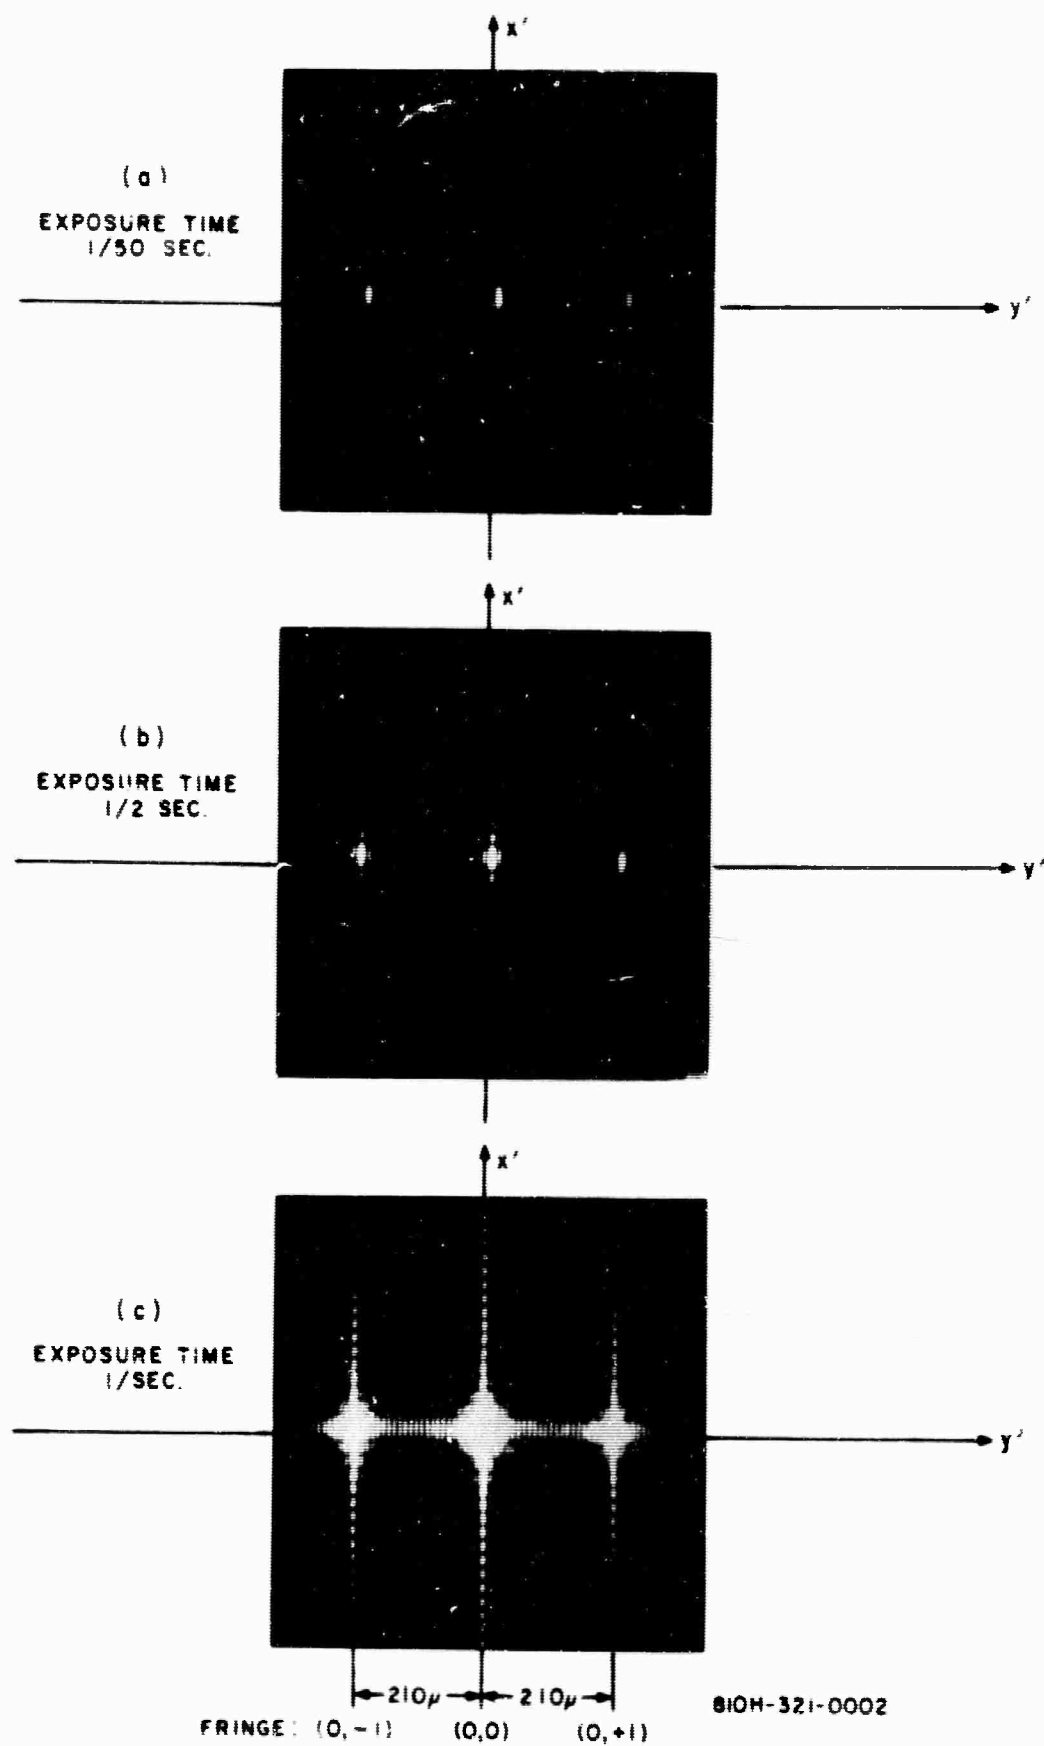 x'
(a)
EXPOSURE TIME
1/50 SEC.
y'
x'
(b)
EXPOSURE TIME
1/2 SEC.
y'
x'
(c)
EXPOSURE TIME
1/SEC.
y'
210μ 210μ
810H-321-0002
FRINGE: (0,-1) (0,0) (0,+1)